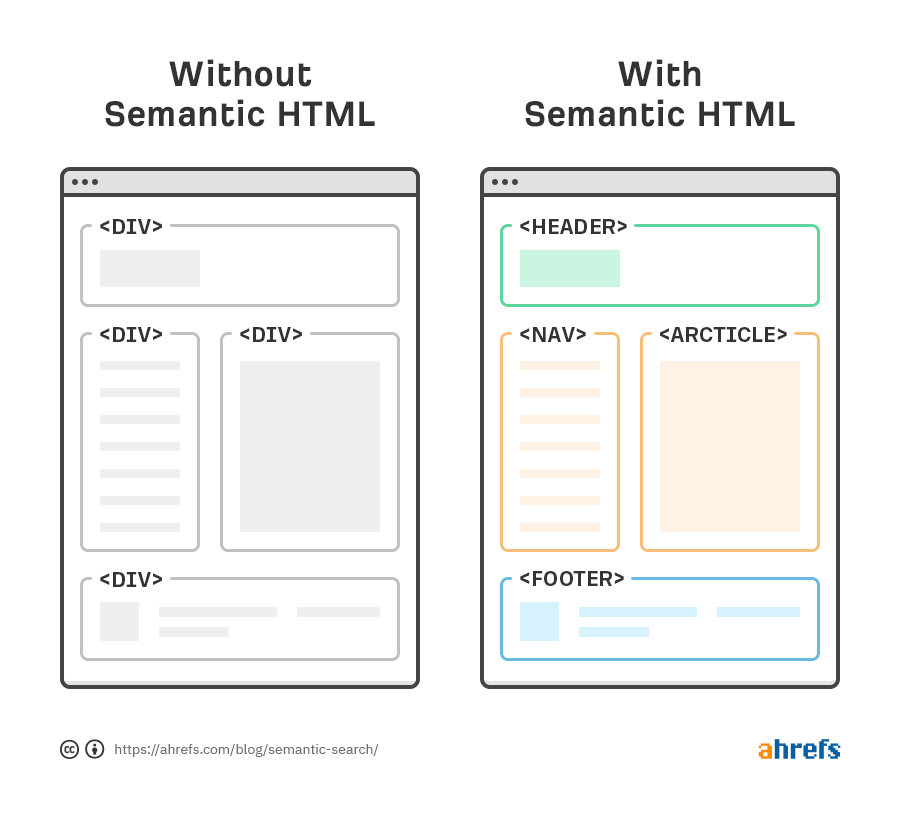 Without
Semantic HTML
With
Semantic HTML
<DIV>
<DIV>
<DIV>
<DIV>
<HEADER>
<NAV>
<ARCTICLE>
<FOOTER>
cc
https://ahrefs.com/blog/semantic-search/
ahrefs